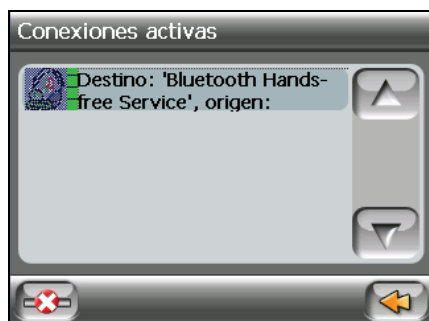 Conexiones activas
Destino: 'Bluetooth Hands-
free Service', origen: